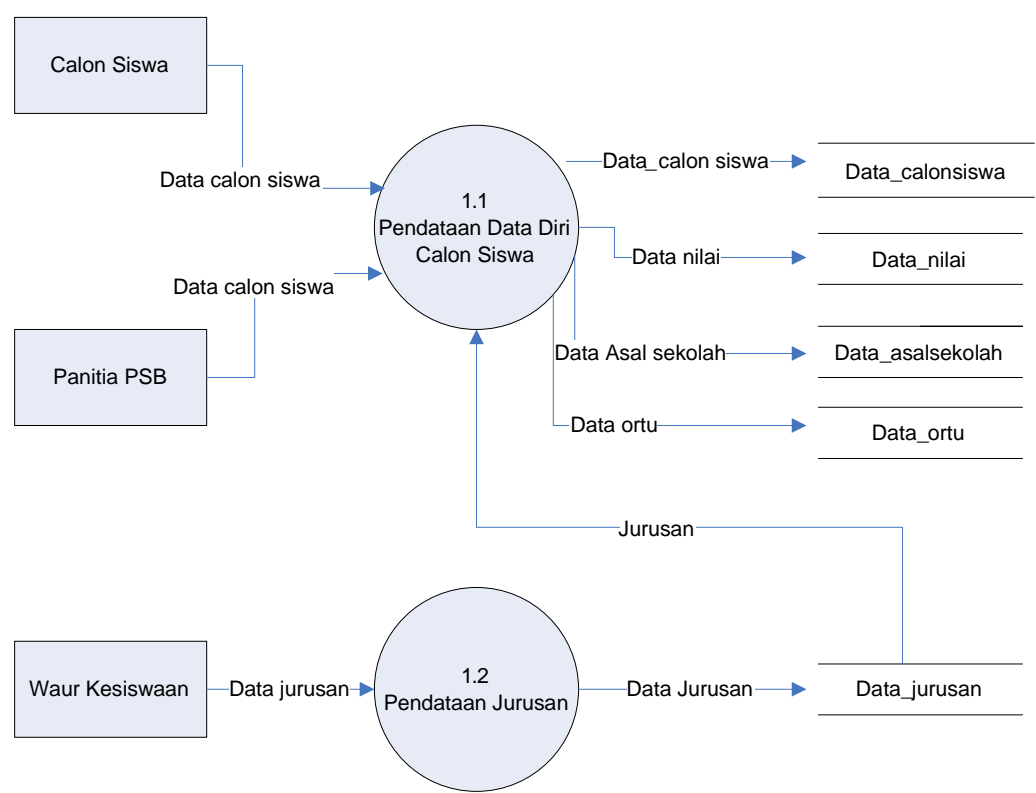 Calon Siswa
Data calon siswa
Data_calon siswa
Data_calonsiswa
1.1
Pendataan Data Diri
Calon Siswa
Data nilai
Data_nilai
Data calon siswa
Panitia PSB
Data Asal sekolah
Data_asalsekolah
Data ortu
Data_ortu
Jurusan
Waur Kesiswaan
Data jurusan
1.2
Pendataan Jurusan
Data Jurusan
Data_jurusan